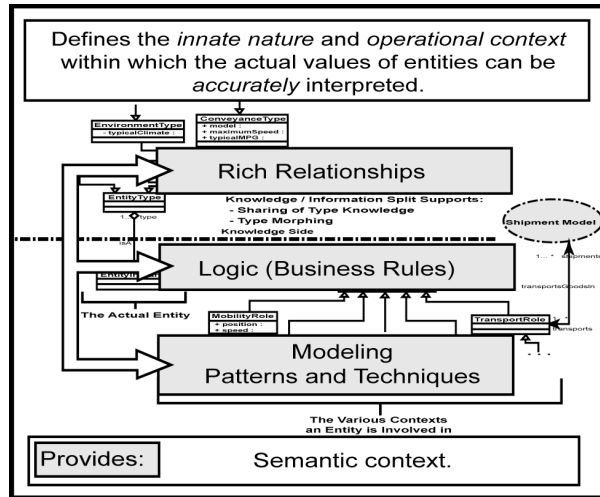 Defines the innate nature and operational context
within which the actual values of entities can be
accurately interpreted.
EnvironmentType
- typicalClimate :
ConveyanceType
+ model :
+ maximumSpeed :
+ typicalMPG :
Rich Relationships
EntityType
1.. type
Knowledge / Information Split Supports:
- Sharing of Type Knowledge
- Type Morphing
Knowledge Side
Shipment Model
isA
Logic (Business Rules)
1... * shipments
transportsGoodsIn
The Actual Entity
MobilityRole
+ position :
+ speed :
TransportRole
transports
Modeling
Patterns and Techniques
The Various Contexts
an Entity is Involved in
Provides:
Semantic context.